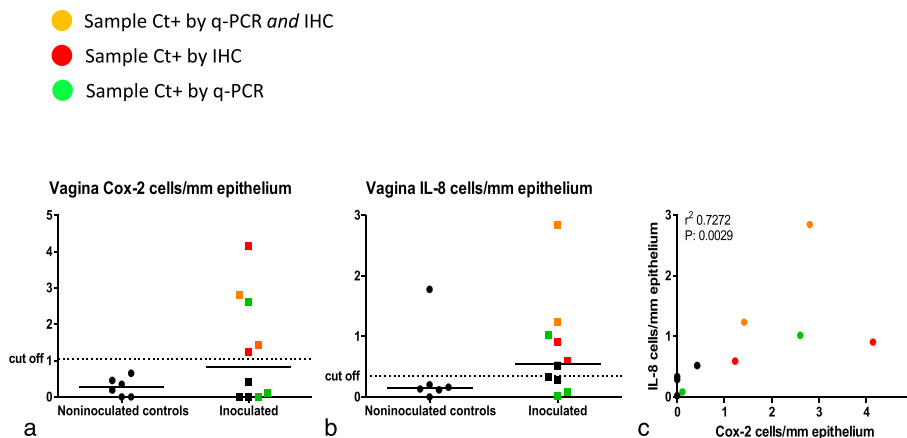 Sample Ct+ by q-PCR and IHC
Sample Ct+ by IHC
Sample Ct+ by q-PCR
Vagina Cox-2 cells/mm epithelium
5
4
3
2
1
0
cut off
Noninoculated controls
Inoculated
a
Vagina IL-8 cells/mm epithelium
3
2
1
0
cut off
Noninoculated controls
Inoculated
b
IL-8 cells/mm epithelium
r² 0.7272
P: 0.0029
3
2
1
0
0 1 2 3 4
Cox-2 cells/mm epithelium
c